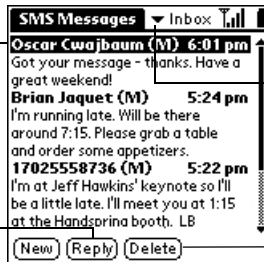 SMS Messages Inbox
Oscar Cwajbaum (M) 6:01 pm
Got your message - thanks. Have a
great weekend!
Brian Jaquet (M) 5:24 pm
I'm running late. Will be there
around 7:15. Please grab a table
and order some appetizers.
17025558736 (M) 5:22 pm
I'm at Jeff Hawkins' keynote so I'll
be a little late. I'll meet you at 1:15
at the Handspring booth. LB
New Reply Delete